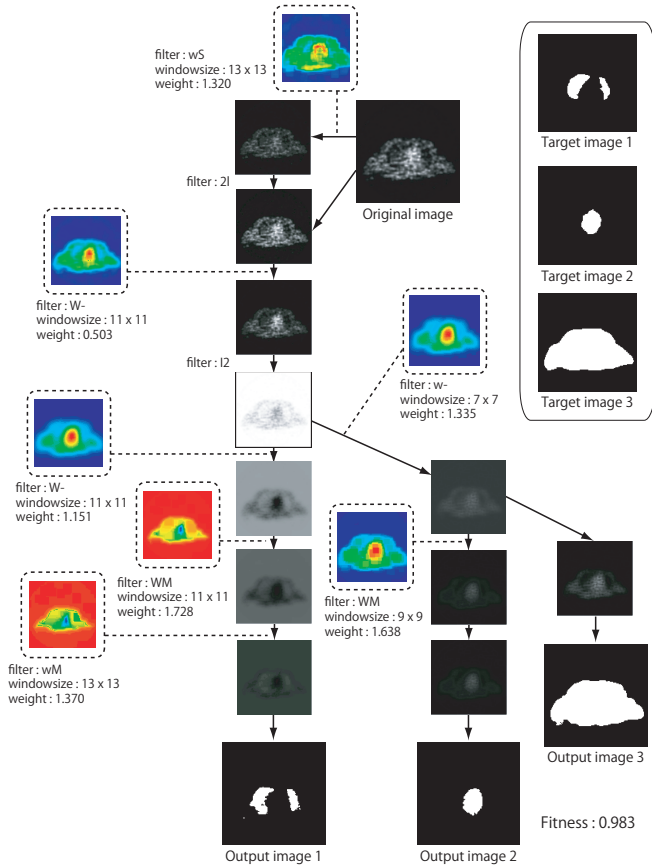 filter : wS
windowsize : 13 x 13
weight : 1.320
Target image 1
filter : 2I
Original image
Target image 2
filter : W-
windowsize : 11 x 11
weight : 0.503
filter : I2
filter : w-
windowsize : 7 x 7
weight : 1.335
Target image 3
filter : W-
windowsize : 11 x 11
weight : 1.151
filter : WM
windowsize : 11 x 11
weight : 1.728
filter : WM
windowsize : 9 x 9
weight : 1.638
filter : wM
windowsize : 13 x 13
weight : 1.370
Output image 3
Fitness : 0.983
Output image 1
Output image 2